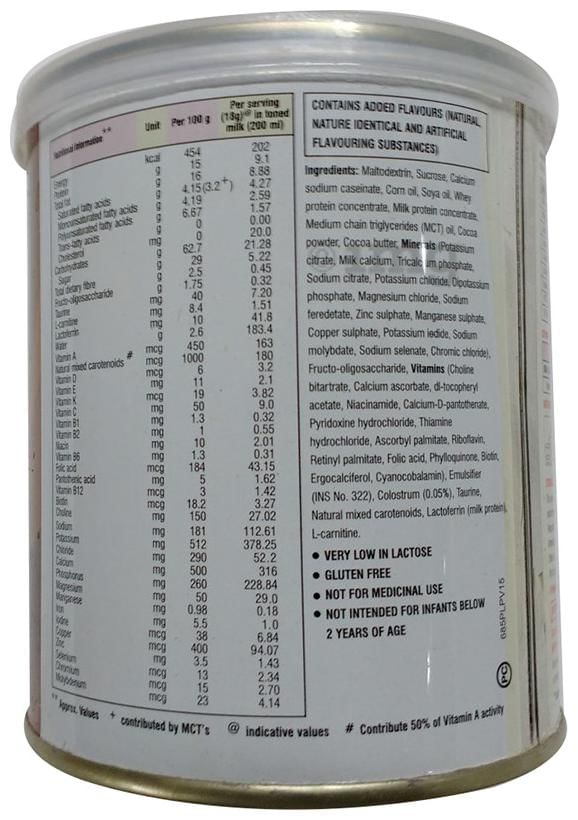 Nutritional Information ** Unit Per 100 g Per serving (18g)@ in toned milk (200 ml)
Energy kcal 454 202
Protein g 15 9.1
Total fat g 16 8.88
Saturated fatty acids g 4.15(3.2+) 4.27
Monounsaturated fatty acids g 4.19 2.59
Polyunsaturated fatty acids g 6.67 1.57
Trans-fatty acids g 0 0.00
Cholesterol mg 0 20.0
Carbohydrates g 62.7 21.28
Sugar g 29 5.22
Total dietary fibre g 2.5 0.45
Fructo-oligosaccharide g 1.75 0.32
Taurine mg 40 7.20
L-carnitine mg 8.4 1.51
Lactoferrin mg 10 41.8
Water g 2.6 183.4
Vitamin A mcg 450 163
Natural mixed carotenoids # mcg 1000 180
Vitamin D mcg 6 3.2
Vitamin E mg 11 2.1
Vitamin K mcg 19 3.82
Vitamin C mg 50 9.0
Vitamin B1 mg 1.3 0.32
Vitamin B2 mg 1 0.55
Niacin mg 10 2.01
Vitamin B6 mg 1.3 0.31
Folic acid mcg 184 43.15
Pantothenic acid mg 5 1.62
Vitamin B12 mcg 3 1.42
Biotin mcg 18.2 3.27
Choline mg 150 27.02
Sodium mg 181 112.61
Potassium mg 512 378.25
Chloride mg 290 52.2
Calcium mg 500 316
Phosphorus mg 260 228.84
Magnesium mg 50 29.0
Manganese mg 0.98 0.18
Iron mg 5.5 1.0
Iodine mcg 38 6.84
Copper mcg 400 94.07
Zinc mg 3.5 1.43
Selenium mcg 13 2.34
Chromium mcg 15 2.70
Molybdenum mcg 23 4.14
** Approx. Values + contributed by MCT's @ indicative values # Contribute 50% of Vitamin A activity
CONTAINS ADDED FLAVOURS (NATURAL,
NATURE IDENTICAL AND ARTIFICIAL
FLAVOURING SUBSTANCES)
Ingredients: Maltodextrin, Sucrose, Calcium
sodium caseinate, Corn oil, Soya oil, Whey
protein concentrate, Milk protein concentrate,
Medium chain triglycerides (MCT) oil, Cocoa
powder, Cocoa butter, Minerals (Potassium
citrate, Milk calcium, Tricalcium phosphate,
Sodium citrate, Potassium chloride, Dipotassium
phosphate, Magnesium chloride, Sodium
feredetate, Zinc sulphate, Manganese sulphate,
Copper sulphate, Potassium iodide, Sodium
molybdate, Sodium selenate, Chromic chloride),
Fructo-oligosaccharide, Vitamins (Choline
bitartrate, Calcium ascorbate, dl-tocopheryl
acetate, Niacinamide, Calcium-D-pantothenate,
Pyridoxine hydrochloride, Thiamine
hydrochloride, Ascorbyl palmitate, Riboflavin,
Retinyl palmitate, Folic acid, Phylloquinone, Biotin,
Ergocalciferol, Cyanocobalamin), Emulsifier
(INS No. 322), Colostrum (0.05%), Taurine,
Natural mixed carotenoids, Lactoferrin (milk protein),
L-carnitine.
● VERY LOW IN LACTOSE
● GLUTEN FREE
● NOT FOR MEDICINAL USE
● NOT INTENDED FOR INFANTS BELOW
2 YEARS OF AGE
PC 685PLPV15